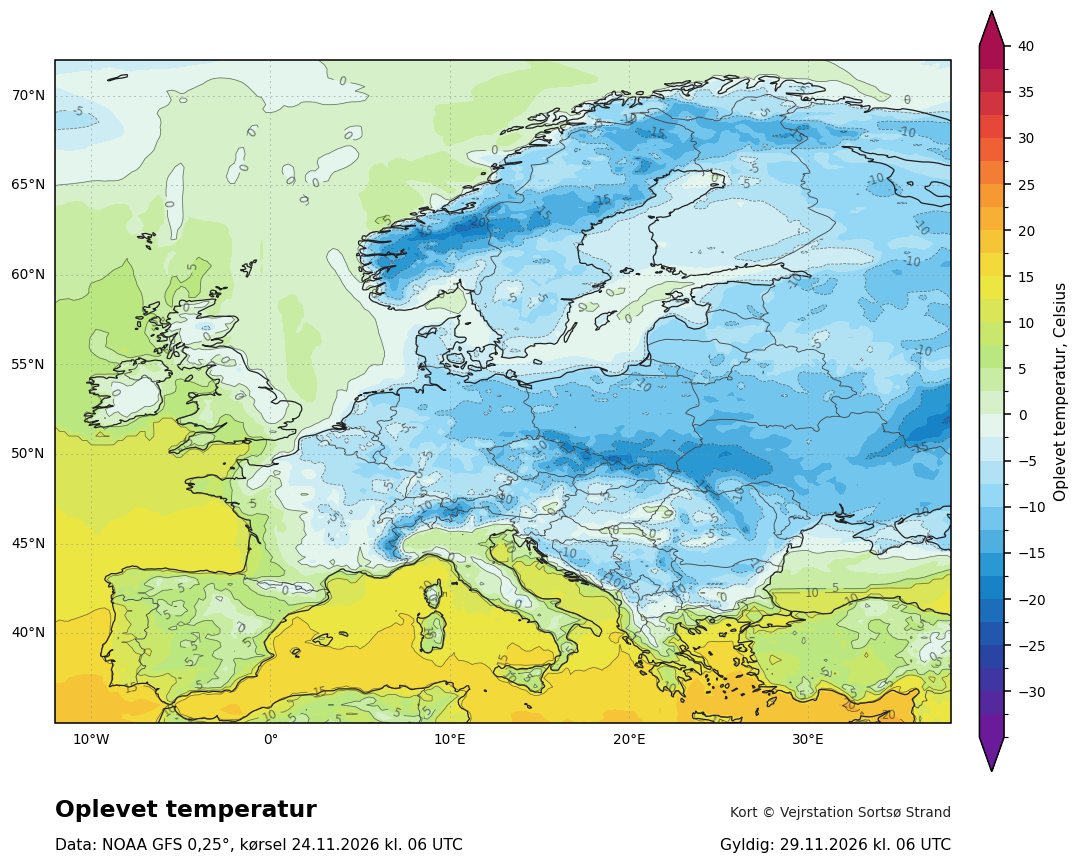 40
35
30
25
20
15
10
5
0
−5
−10
−15
−20
−25
−30
Oplevet temperatur, Celsius
70°N
65°N
60°N
55°N
50°N
45°N
40°N
10°W
0°
10°E
20°E
30°E
Oplevet temperatur
Kort © Vejrstation Sortsø Strand
Data: NOAA GFS 0,25°, kørsel 24.11.2026 kl. 06 UTC
Gyldig: 29.11.2026 kl. 06 UTC